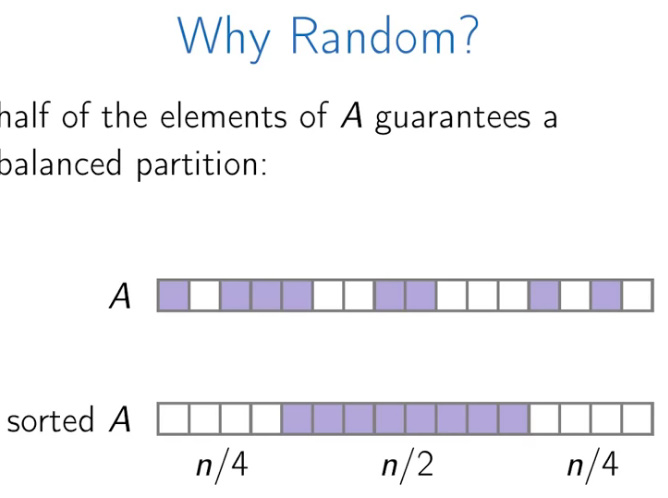 Why Random?
half of the elements of A guarantees a
balanced partition:
A
sorted A
n/4 n/2 n/4